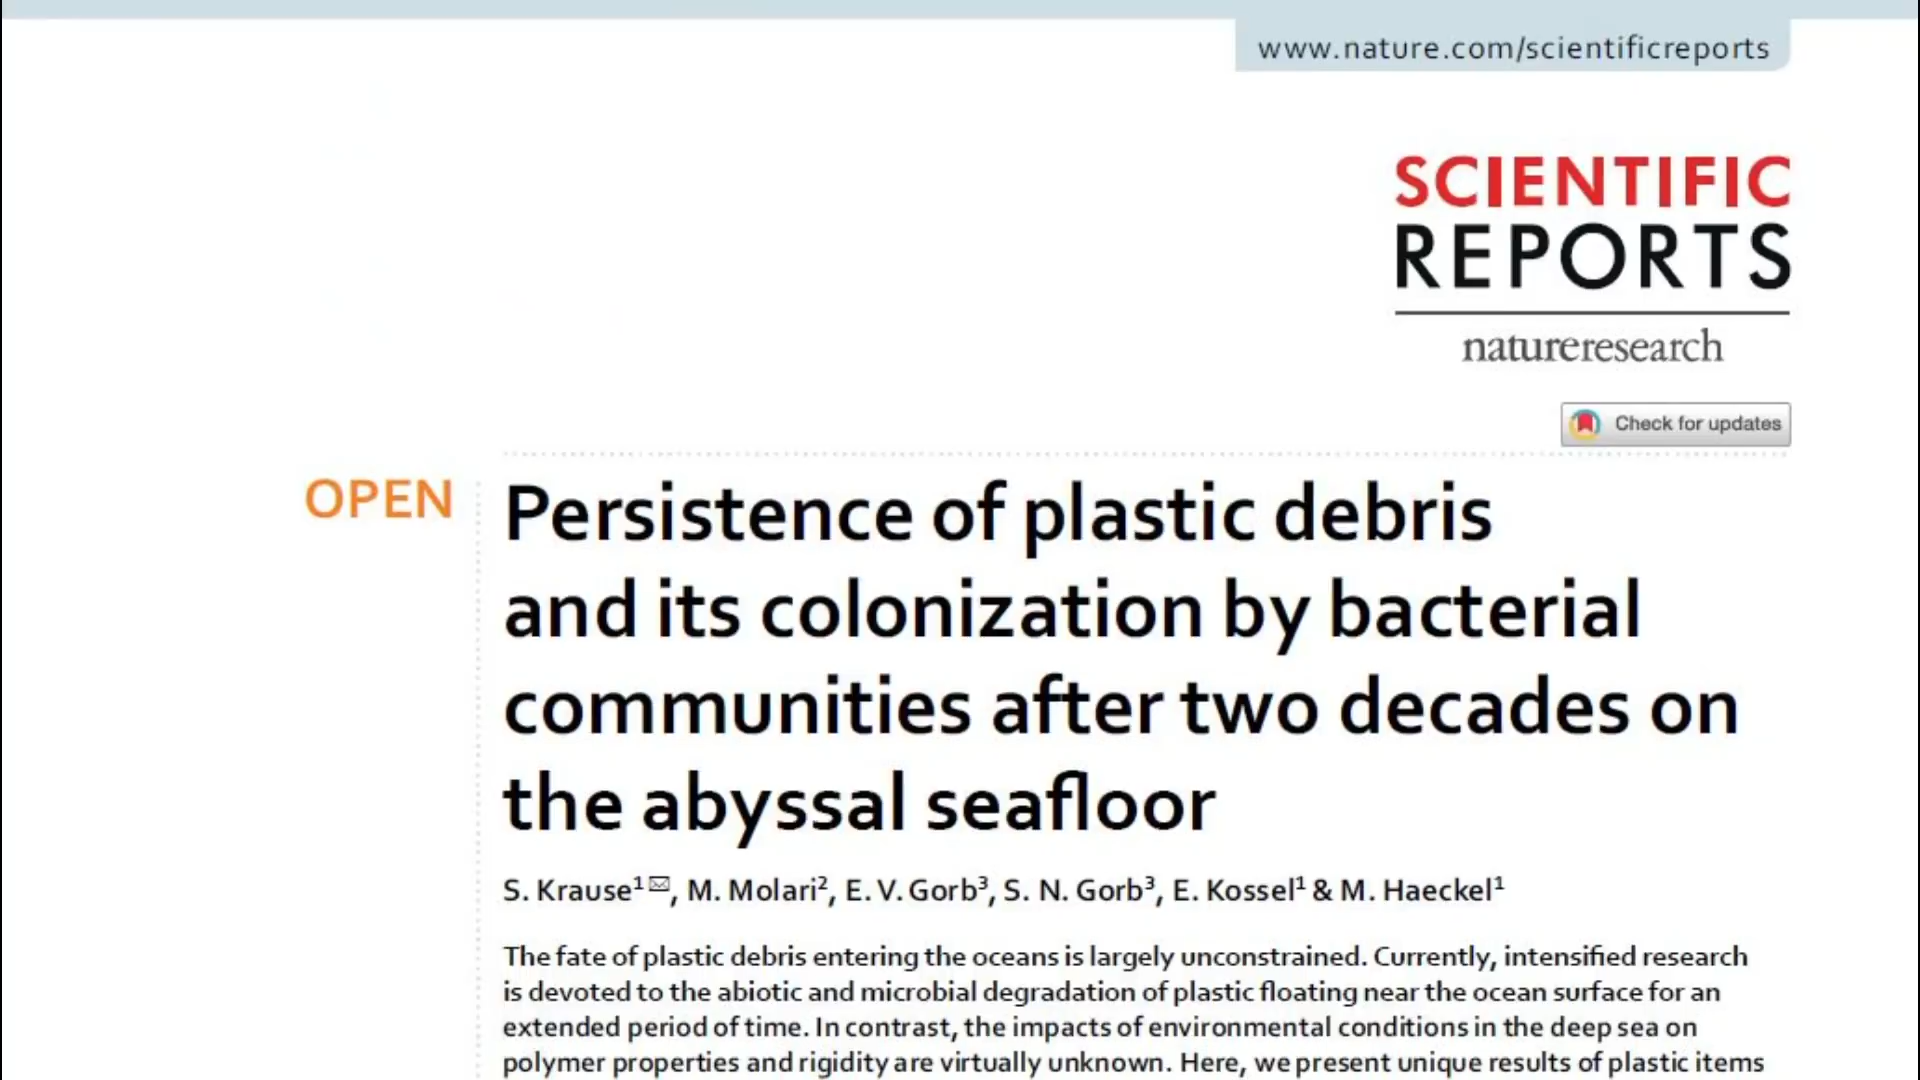 www.nature.com/scientificreports
SCIENTIFIC
REPORTS
natureresearch
Check for updates
OPEN
Persistence of plastic debris
and its colonization by bacterial
communities after two decades on
the abyssal seafloor
S. Krause¹✉, M. Molari², E. V. Gorb³, S. N. Gorb³, E. Kossel¹ & M. Haeckel¹
The fate of plastic debris entering the oceans is largely unconstrained. Currently, intensified research
is devoted to the abiotic and microbial degradation of plastic floating near the ocean surface for an
extended period of time. In contrast, the impacts of environmental conditions in the deep sea on
polymer properties and rigidity are virtually unknown. Here, we present unique results of plastic items